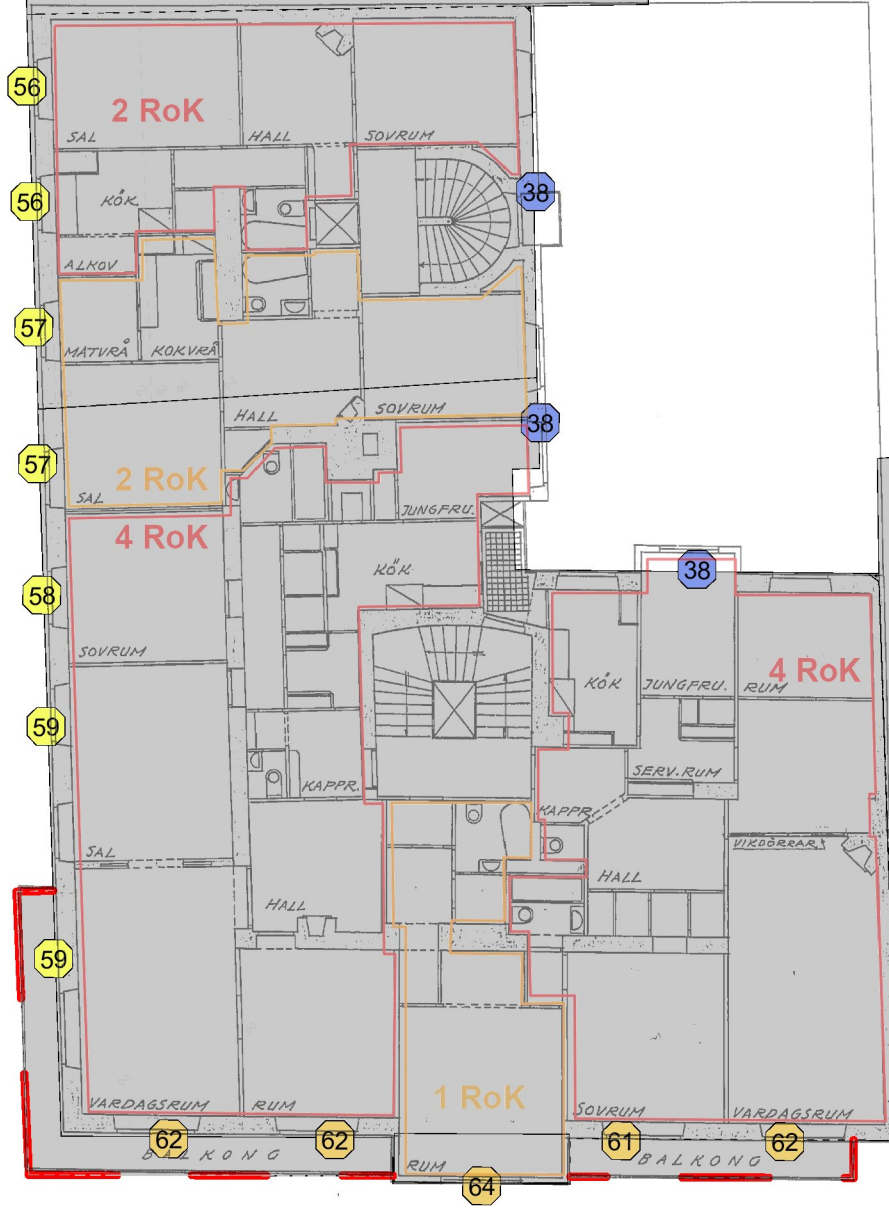 56
2 RoK
SAL
HALL
SOVRUM
56
KÖK
38
ALKOV
57
MATVRÅ
KOKVRÅ
HALL
SOVRUM
38
57
2 RoK
SAL
JUNGFRU.
4 RoK
KÖK
38
58
SOVRUM
KÖK
JUNGFRU.
RUM
4 RoK
59
KAPPR.
SERV.RUM
KAPPR
SAL
VIKDÖRRAR
HALL
HALL
59
1 RoK
VARDAGSRUM
RUM
SOVRUM
VARDAGSRUM
62
62
61
62
BALKONG
RUM
BALKONG
64